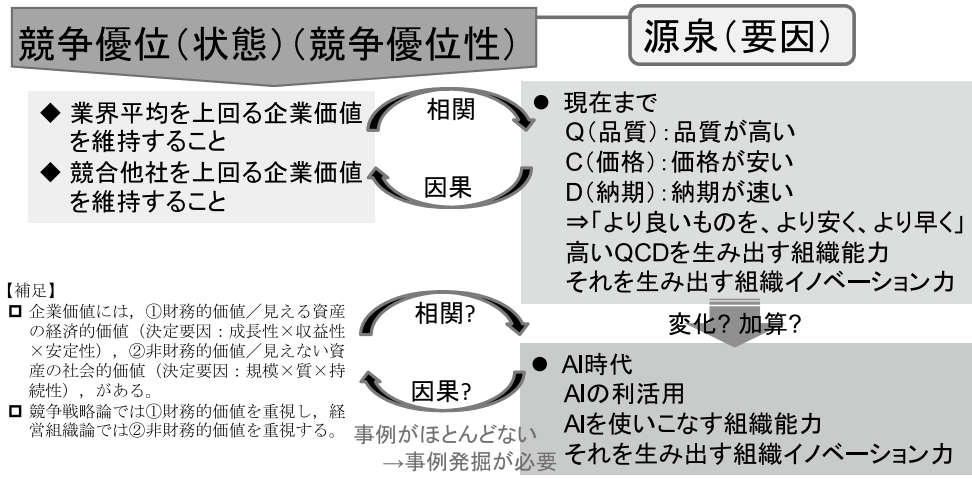 競争優位(状態)(競争優位性)
源泉(要因)
◆ 業界平均を上回る企業価値
を維持すること
◆ 競合他社を上回る企業価値
を維持すること
相関
因果
● 現在まで
Q(品質):品質が高い
C(価格):価格が安い
D(納期):納期が速い
⇒「より良いものを、より安く、より早く」
高いQCDを生み出す組織能力
それを生み出す組織イノベーション力
【補足】
企業価値には,①財務的価値／見える資産
の経済的価値（決定要因：成長性×収益性
×安定性）,②非財務的価値／見えない資
産の社会的価値（決定要因：規模×質×持
続性）,がある。
競争戦略論では①財務的価値を重視し,経
営組織論では②非財務的価値を重視する。
相関?
因果?
事例がほとんどない
→事例発掘が必要
変化? 加算?
● AI時代
AIの利活用
AIを使いこなす組織能力
それを生み出す組織イノベーション力